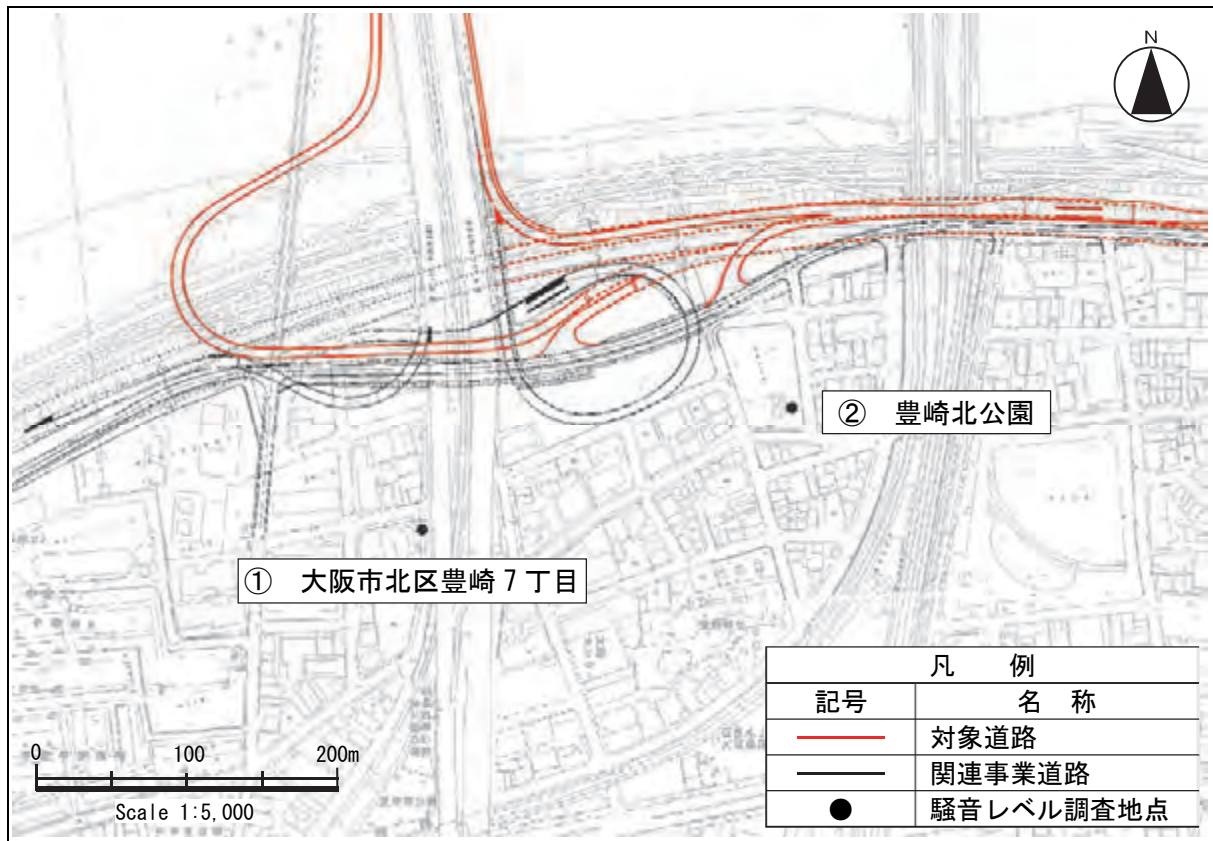 N
② 豊崎北公園
① 大阪市北区豊崎7丁目
凡 例
記号 名 称
対象道路
関連事業道路
騒音レベル調査地点
0 100 200m
Scale 1:5,000